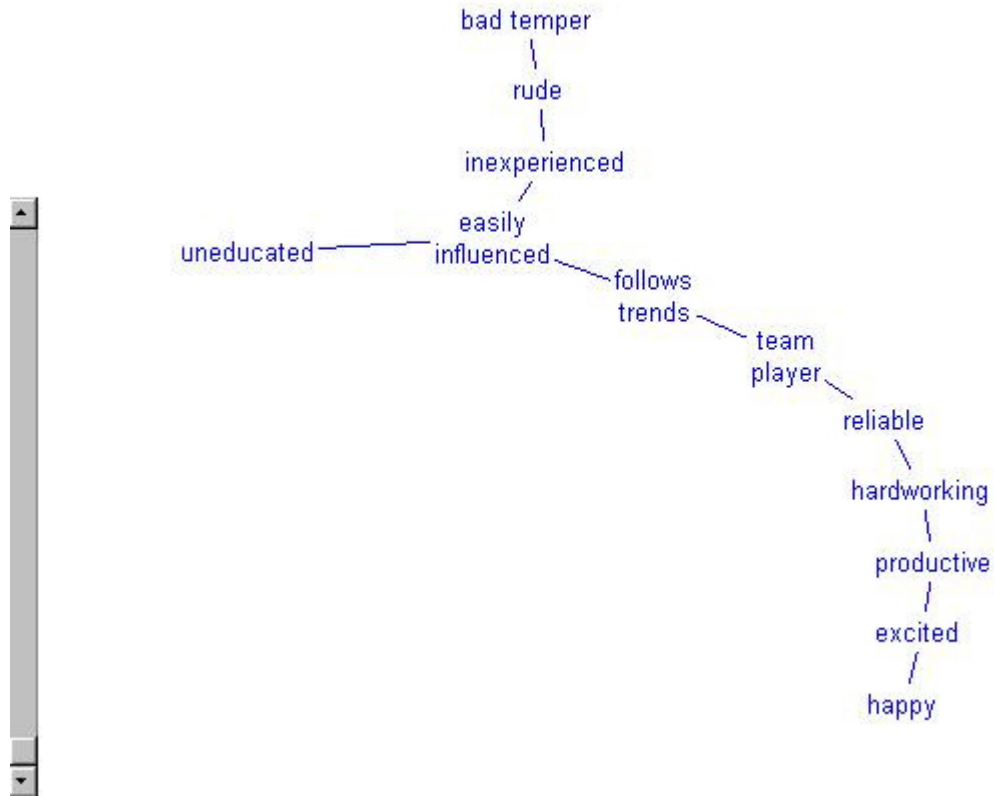 bad temper
rude
inexperienced
easily
influenced
uneducated
follows
trends
team
player
reliable
hardworking
productive
excited
happy